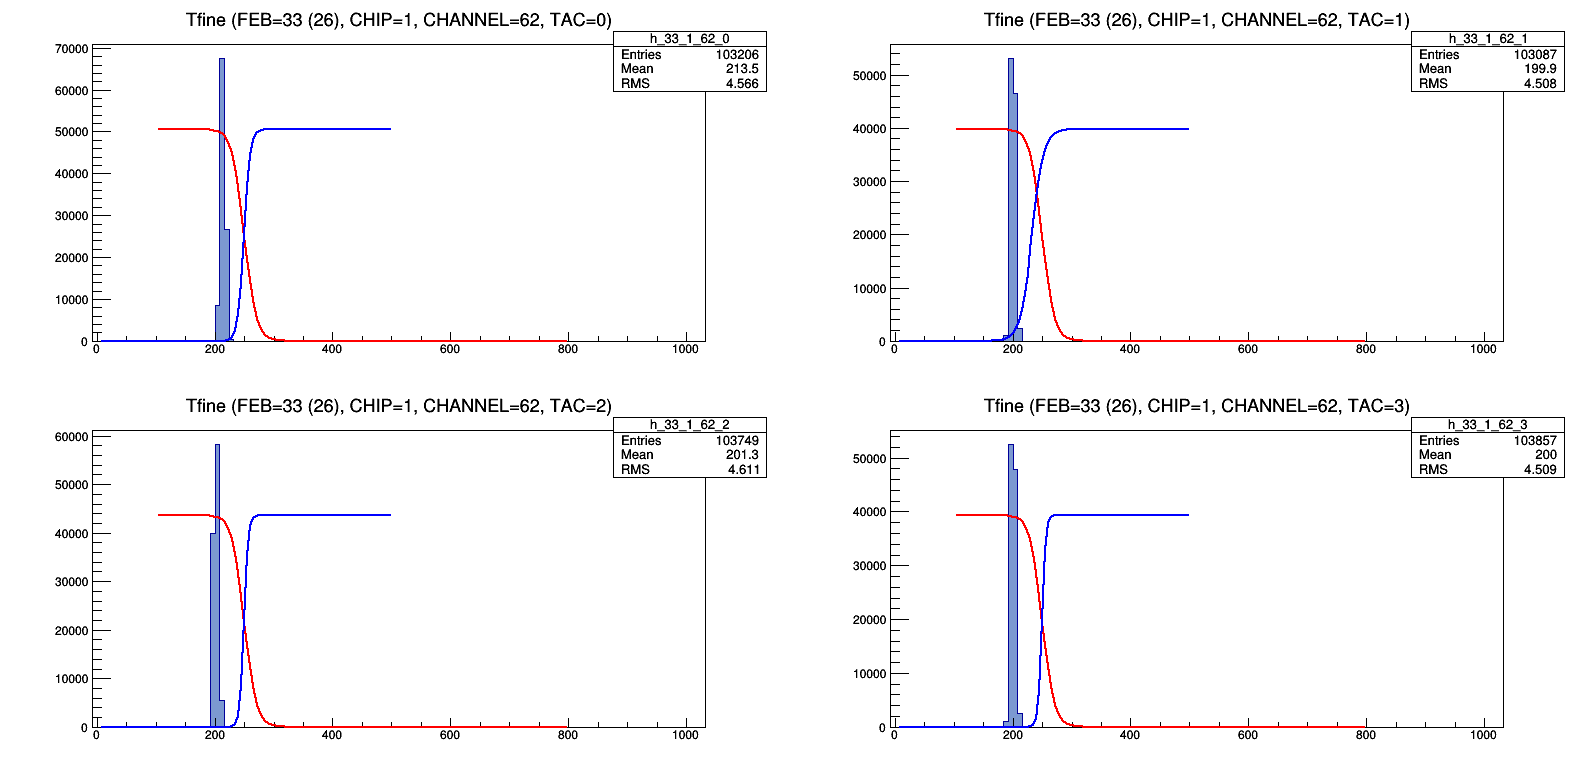 Tfine (FEB=33 (26), CHIP=1, CHANNEL=62, TAC=0)
h_33_1_62_0
Entries 103206
Mean 213.5
RMS 4.566
70000
60000
50000
40000
30000
20000
10000
0
0 200 400 600 800 1000
Tfine (FEB=33 (26), CHIP=1, CHANNEL=62, TAC=1)
h_33_1_62_1
Entries 103087
Mean 199.9
RMS 4.508
50000
40000
30000
20000
10000
0
0 200 400 600 800 1000
Tfine (FEB=33 (26), CHIP=1, CHANNEL=62, TAC=2)
h_33_1_62_2
Entries 103749
Mean 201.3
RMS 4.611
60000
50000
40000
30000
20000
10000
0
0 200 400 600 800 1000
Tfine (FEB=33 (26), CHIP=1, CHANNEL=62, TAC=3)
h_33_1_62_3
Entries 103857
Mean 200
RMS 4.509
50000
40000
30000
20000
10000
0
0 200 400 600 800 1000